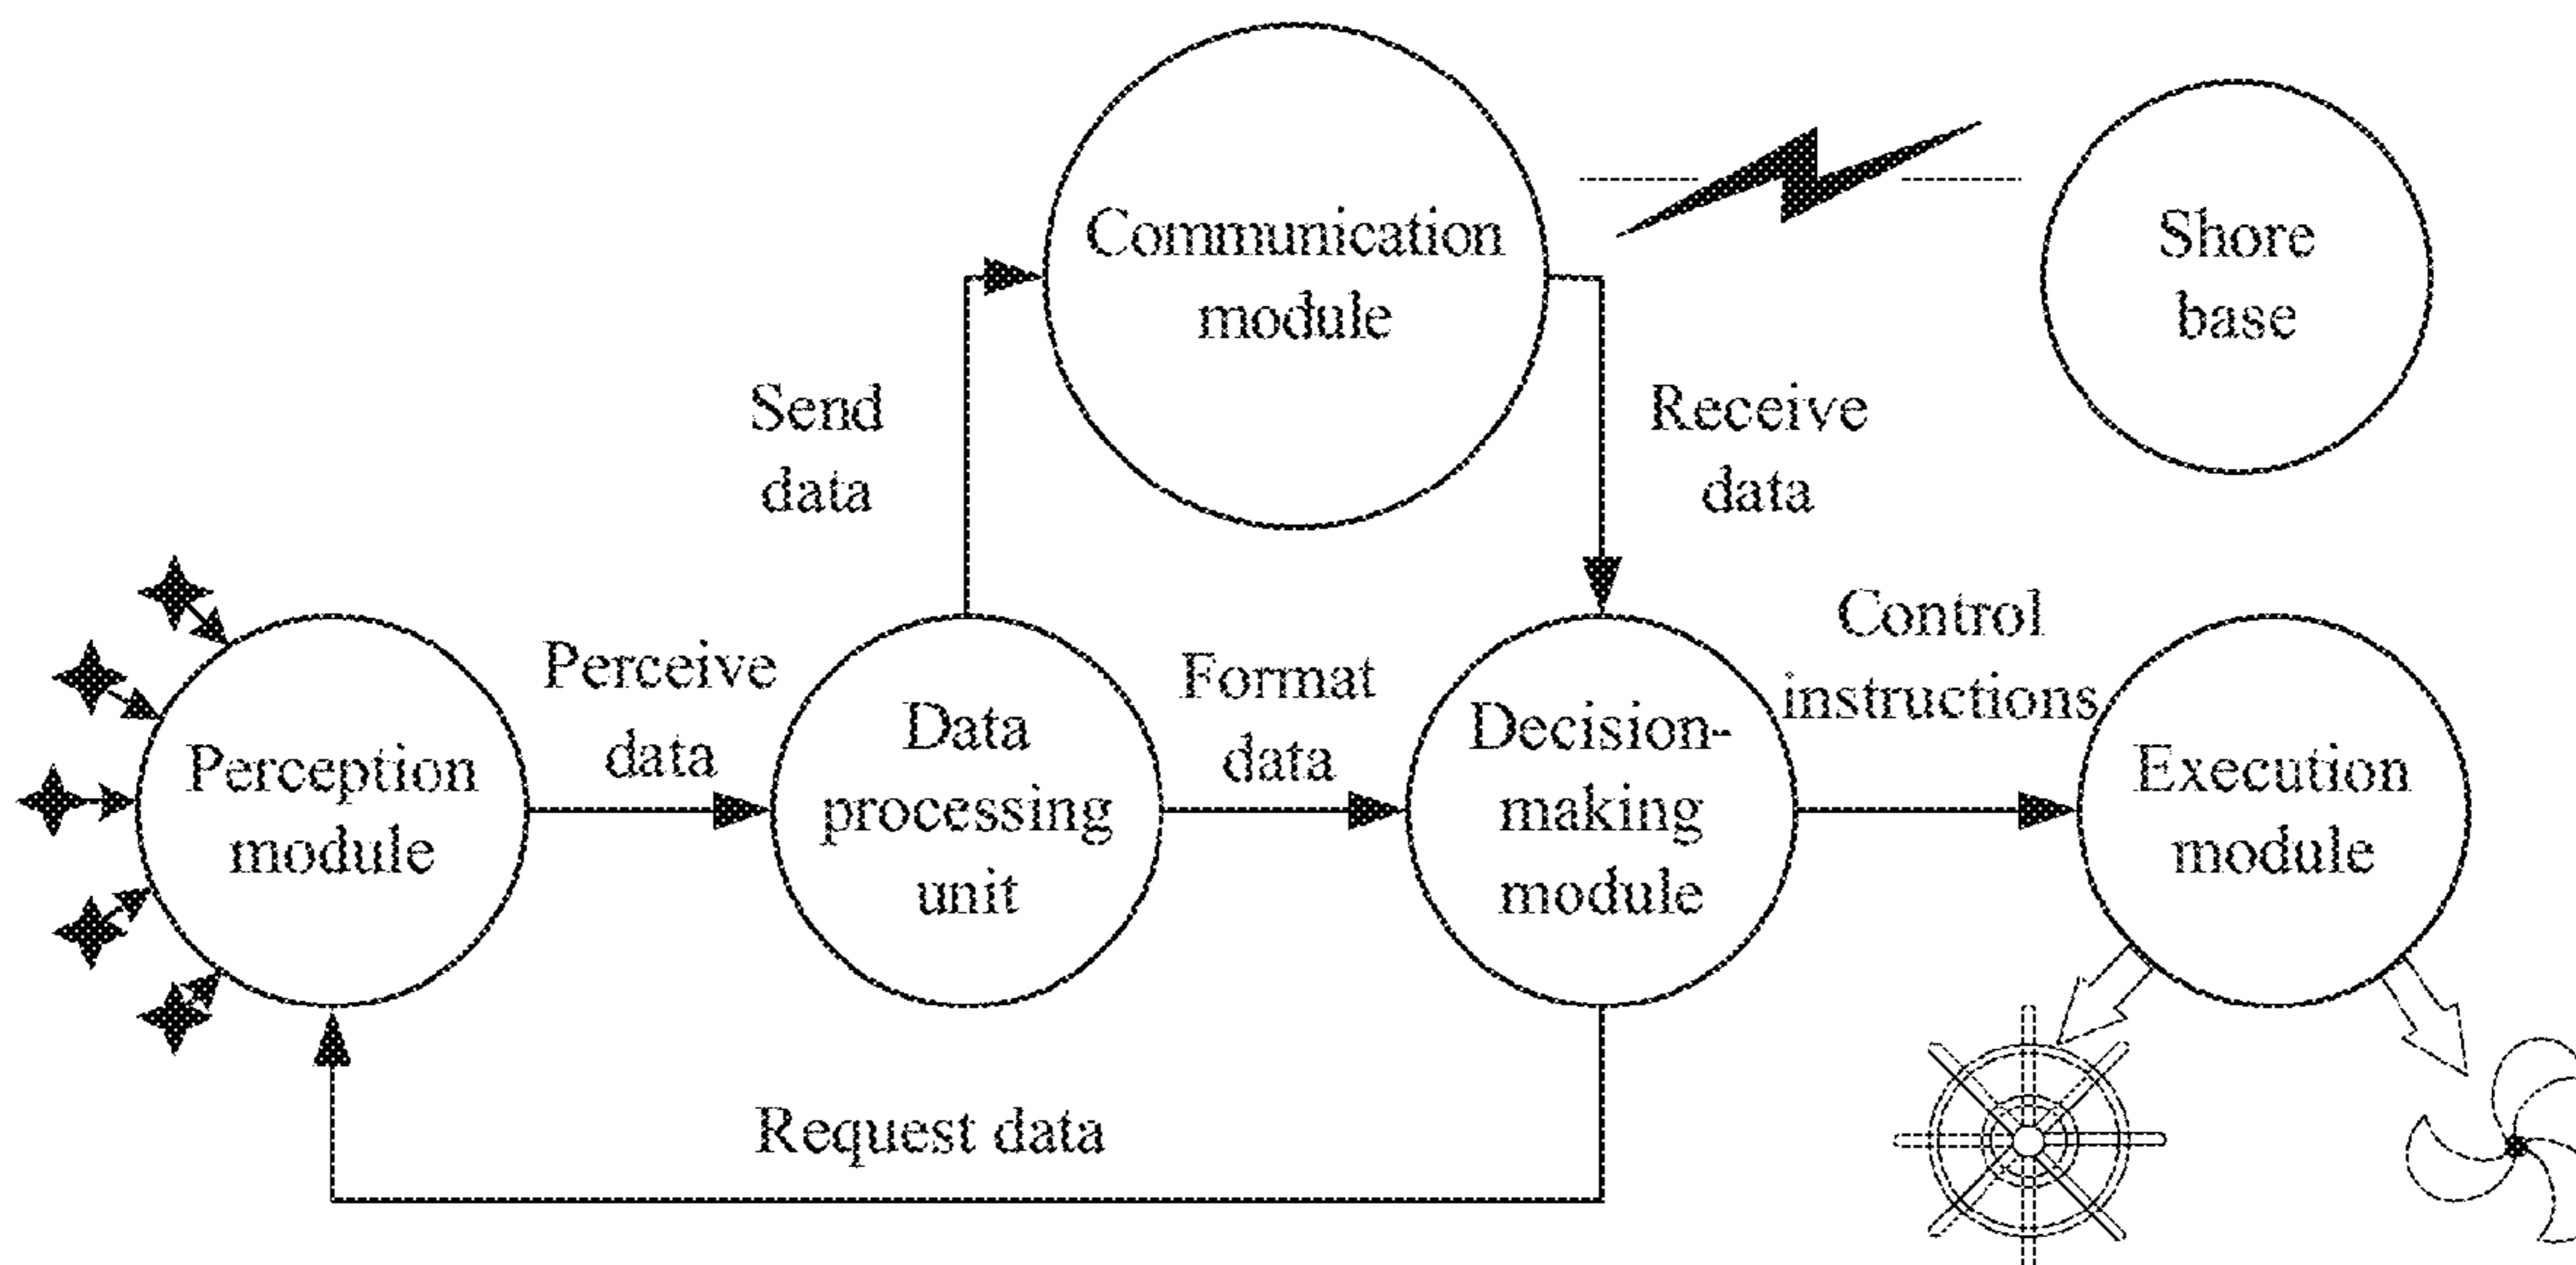 Communication
module
Shore
base
Send
data
Receive
data
Perception
module
Perceive
data
Data
processing
unit
Format
data
Decision-
making
module
Control
instructions
Execution
module
Request data